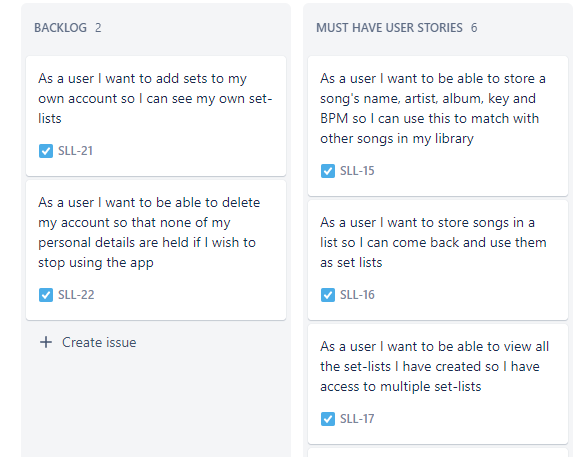 BACKLOG 2
As a user I want to add sets to my
own account so I can see my own set-
lists
SLL-21
As a user I want to be able to delete
my account so that none of my
personal details are held if I wish to
stop using the app
SLL-22
+ Create issue
MUST HAVE USER STORIES 6
As a user I want to be able to store a
song's name, artist, album, key and
BPM so I can use this to match with
other songs in my library
SLL-15
As a user I want to store songs in a
list so I can come back and use them
as set lists
SLL-16
As a user I want to be able to view all
the set-lists I have created so I have
access to multiple set-lists
SLL-17